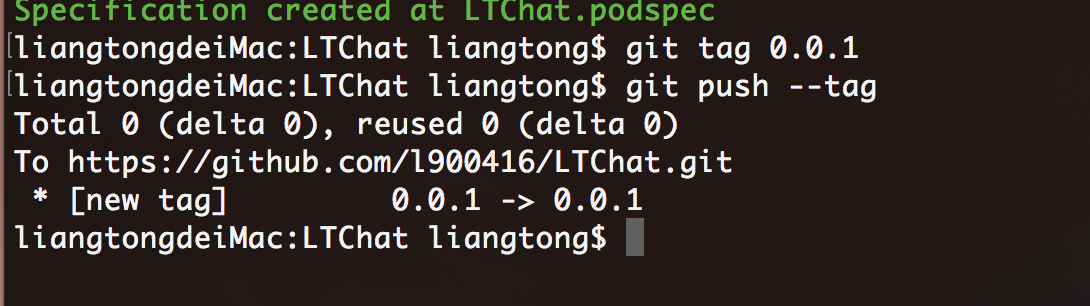 Specification created at LTChat.podspec
[liangtongdeiMac:LTChat liangtong$ git tag 0.0.1
[liangtongdeiMac:LTChat liangtong$ git push --tag
Total 0 (delta 0), reused 0 (delta 0)
To https://github.com/l900416/LTChat.git
 * [new tag]         0.0.1 -> 0.0.1
liangtongdeiMac:LTChat liangtong$